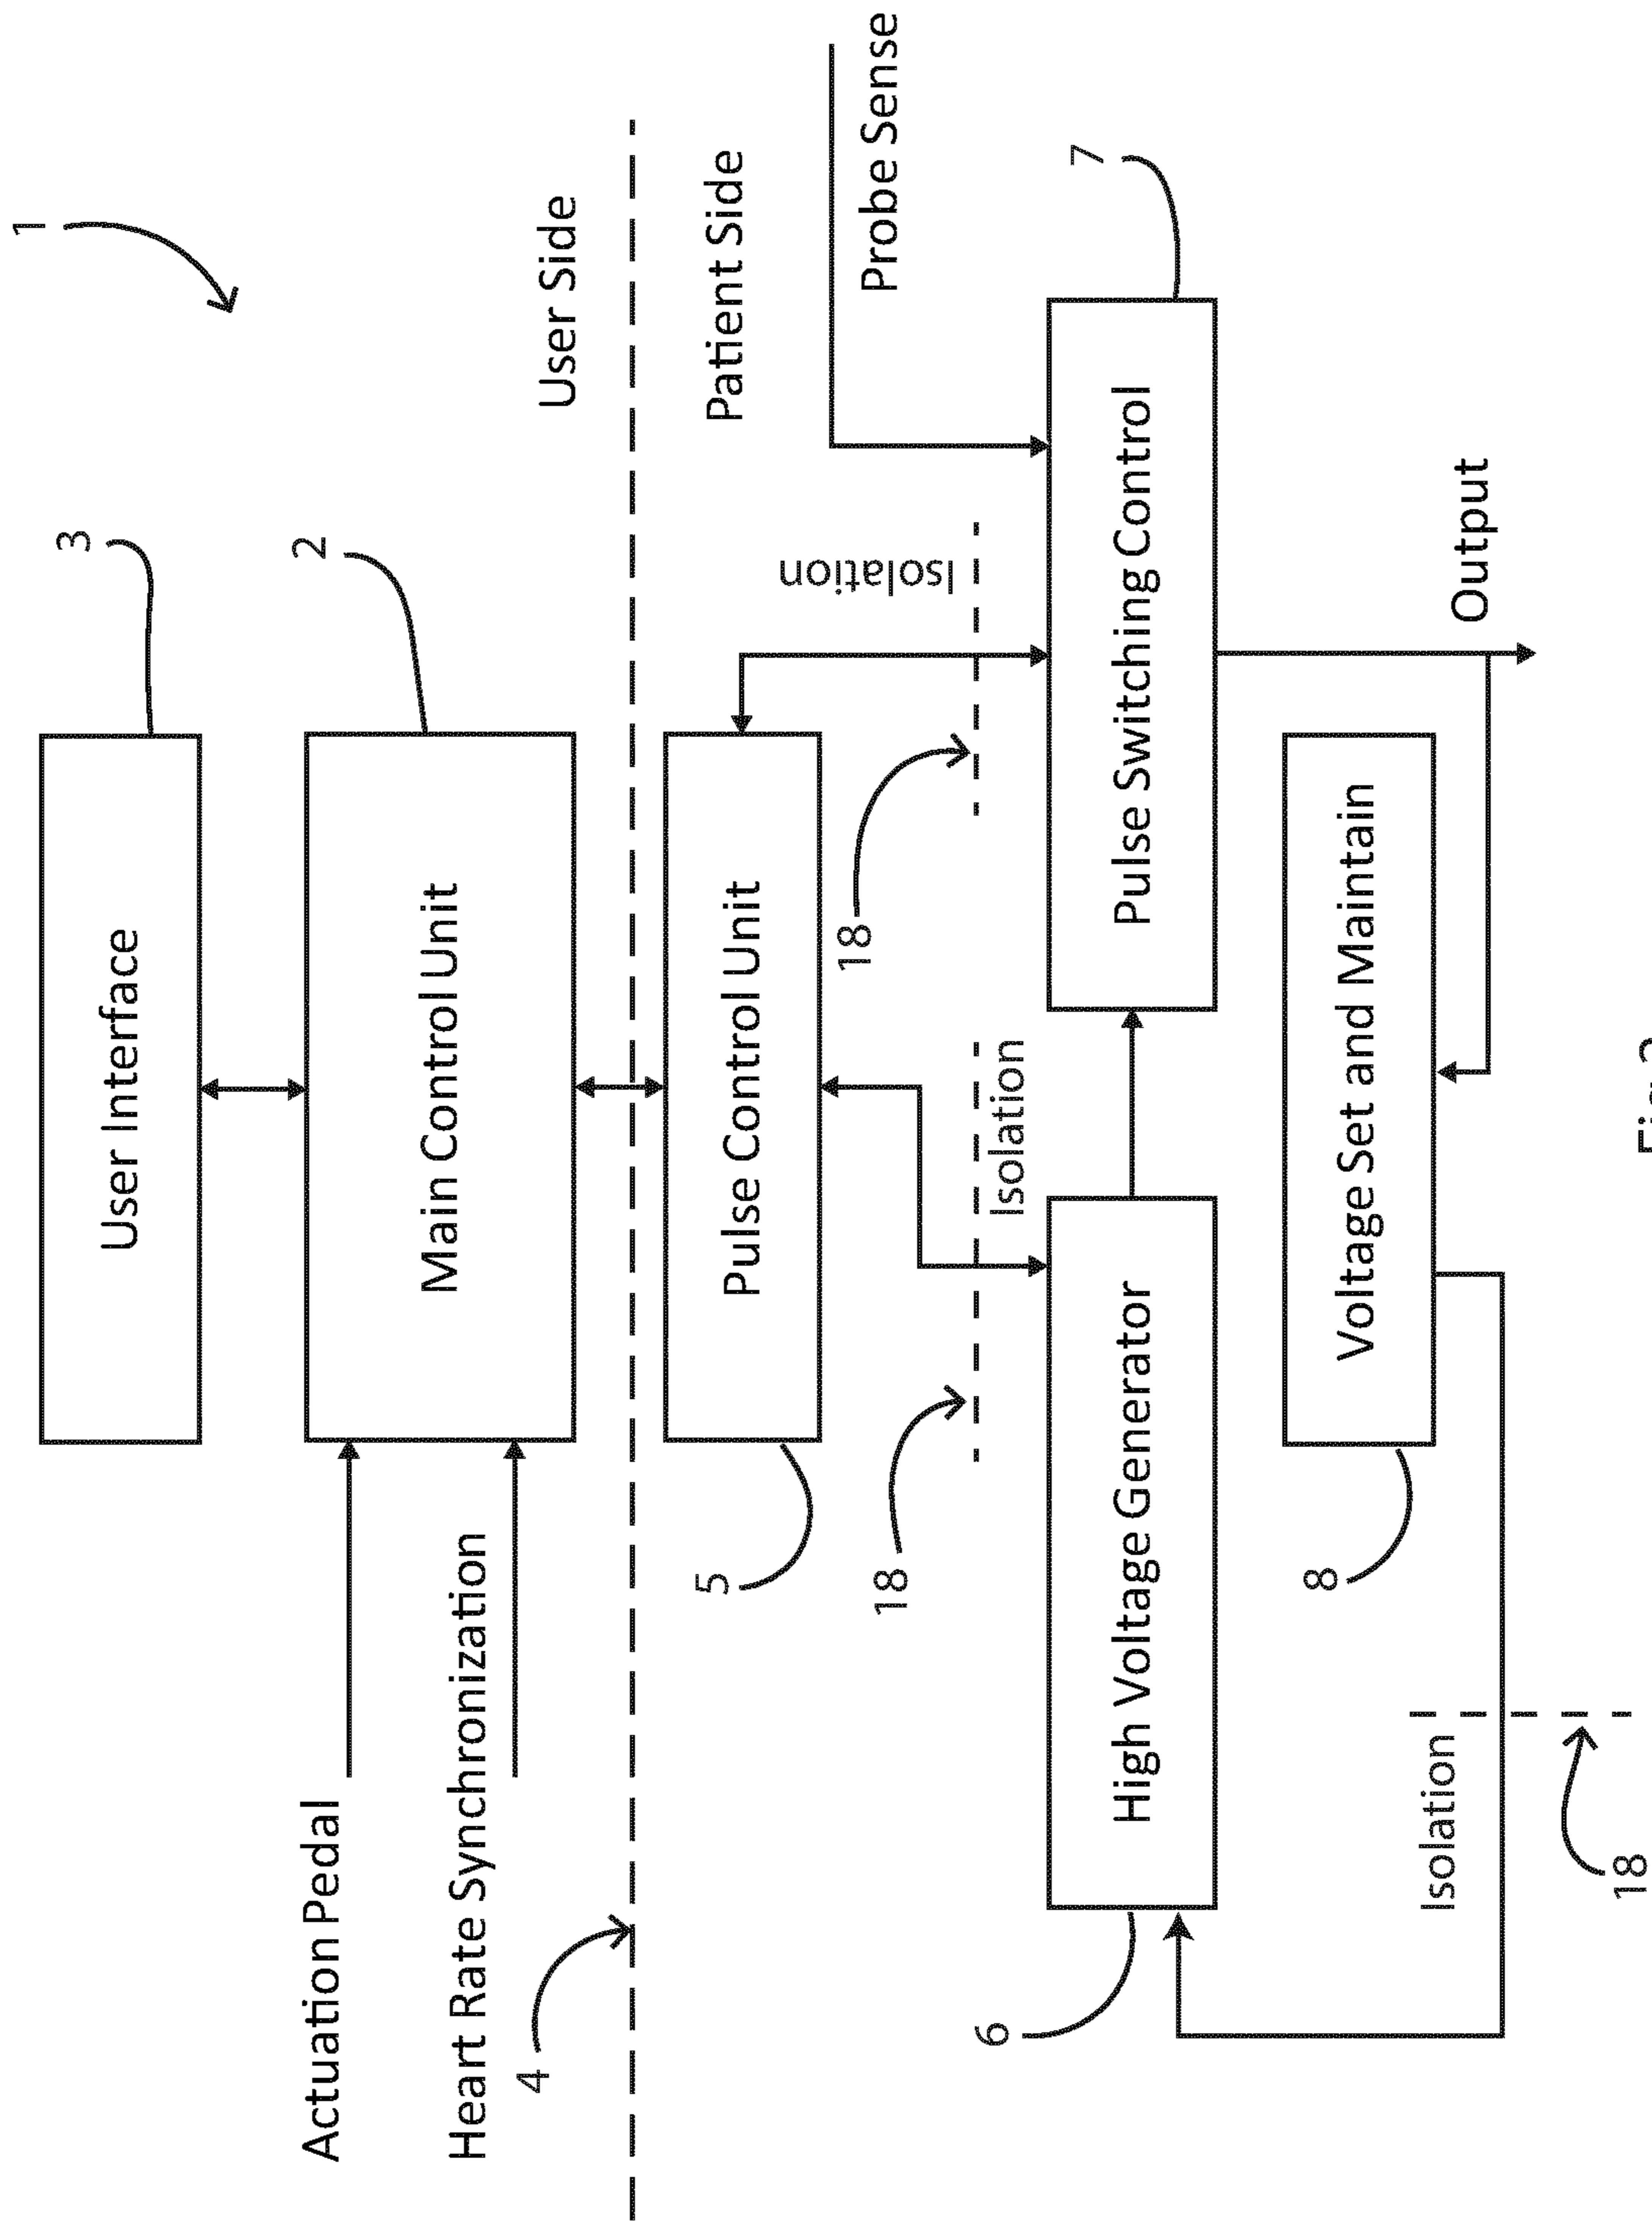 1
3
User Interface
2
Main Control Unit
Actuation Pedal
Heart Rate Synchronization
User Side
4
Patient Side
Pulse Control Unit
5
Probe Sense
Isolation
18
18
Isolation
7
High Voltage Generator
Pulse Switching Control
6
Voltage Set and Maintain
8
Output
Isolation
18